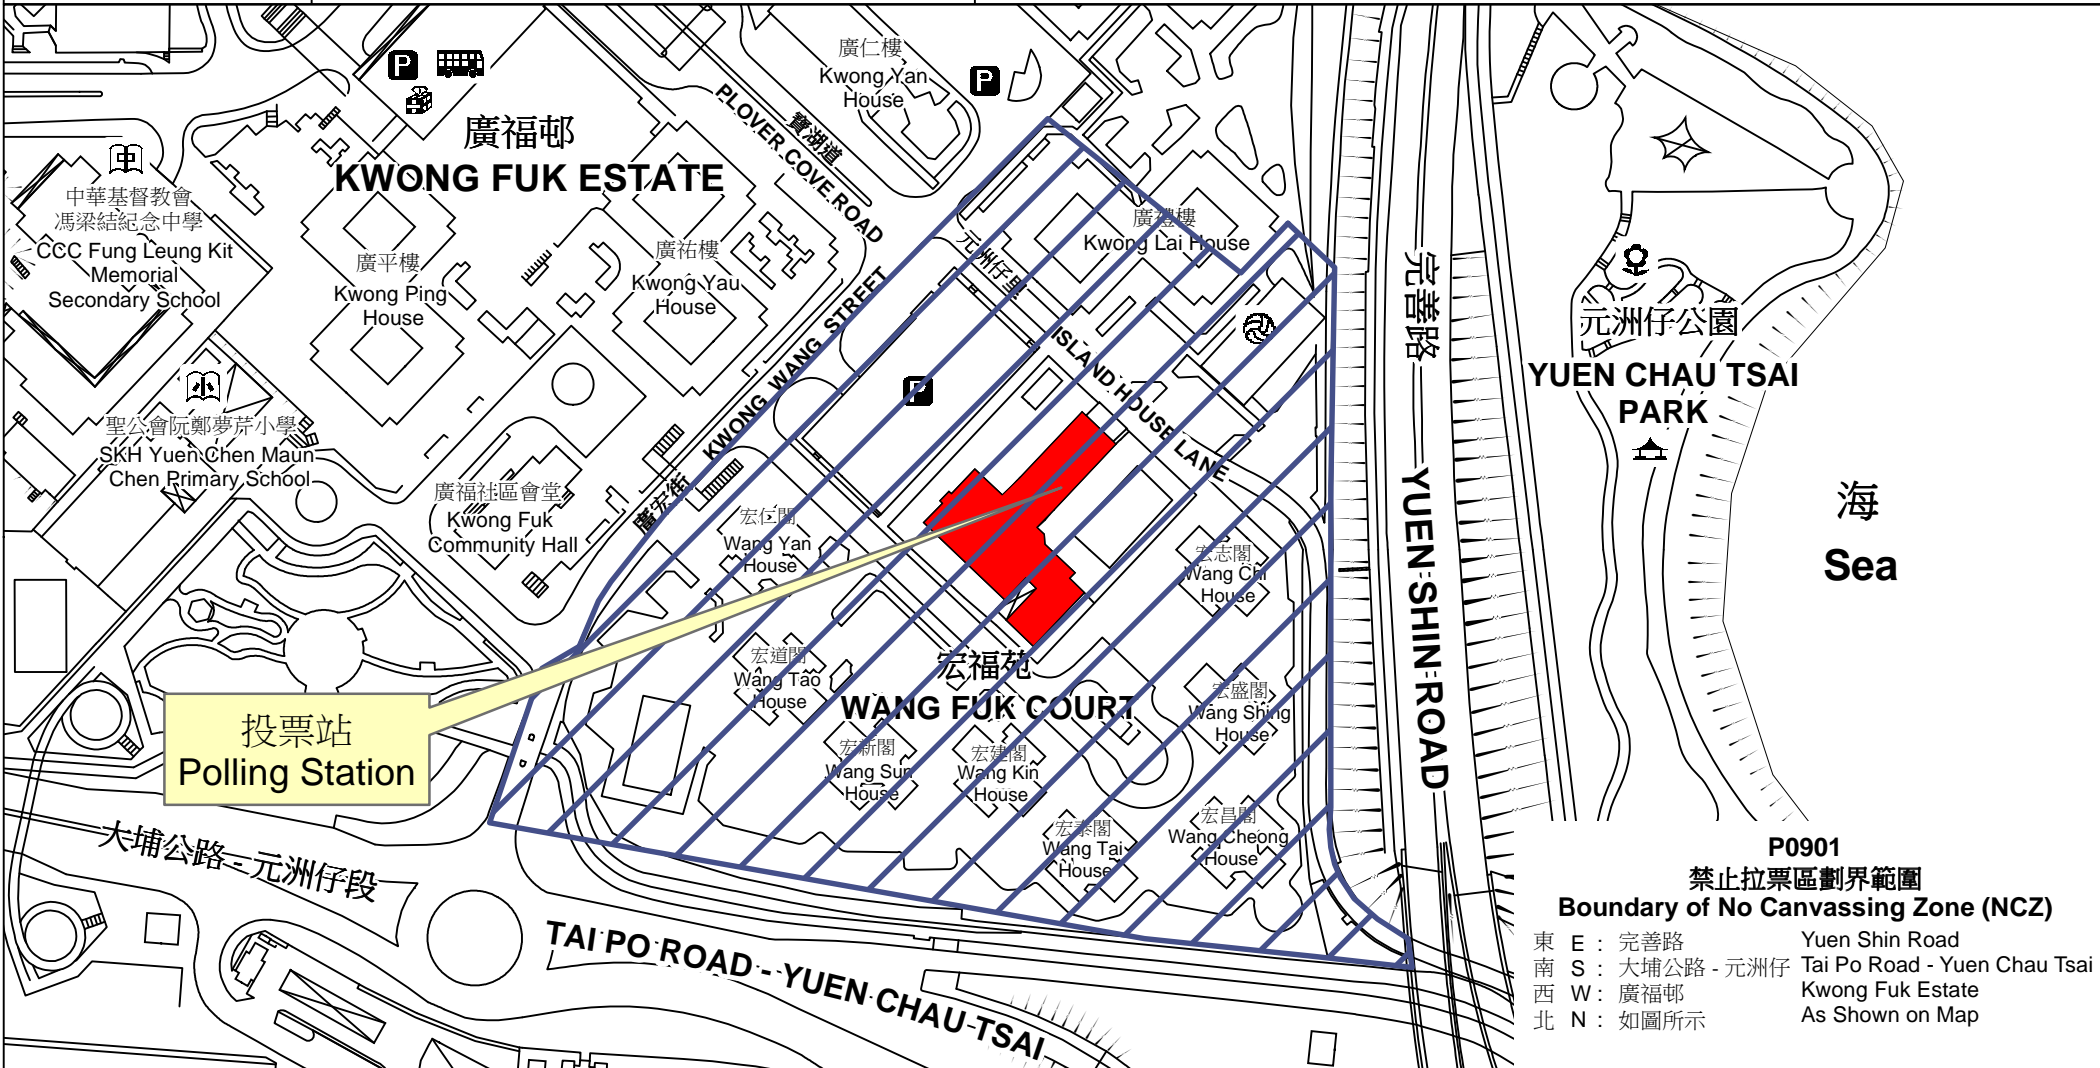 廣仁樓
Kwong Yan
House
P
P
廣福邨
KWONG FUK ESTATE
寶湖道
PLOVER COVE ROAD
中
中華基督教會
馮梁結紀念中學
CCC Fung Leung Kit
Memorial
Secondary School
廣平樓
Kwong Ping
House
廣祐樓
Kwong Yau
House
廣禮樓
Kwong Lai House
元洲仔里
ISLAND HOUSE LANE
廣宏街
KWONG WANG STREET
P
小
聖公會阮鄭夢芹小學
SKH Yuen Chen Maun
Chen Primary School
廣福社區會堂
Kwong Fuk
Community Hall
宏仁閣
Wang Yan
House
宏道閣
Wang Tao
House
宏志閣
Wang Chi
House
宏福苑
WANG FUK COURT
宏盛閣
Wang Shing
House
宏新閣
Wang Sun
House
宏建閣
Wang Kin
House
宏泰閣
Wang Tai
House
宏昌閣
Wang Cheong
House
完善路
YUEN SHIN ROAD
元洲仔公園
YUEN CHAU TSAI
PARK
海
Sea
投票站
Polling Station
大埔公路 - 元洲仔段
TAI PO ROAD - YUEN CHAU TSAI
P0901
禁止拉票區劃界範圍
Boundary of No Canvassing Zone (NCZ)
東 E : 完善路 Yuen Shin Road
南 S : 大埔公路 - 元洲仔 Tai Po Road - Yuen Chau Tsai
西 W : 廣福邨 Kwong Fuk Estate
北 N : 如圖所示 As Shown on Map